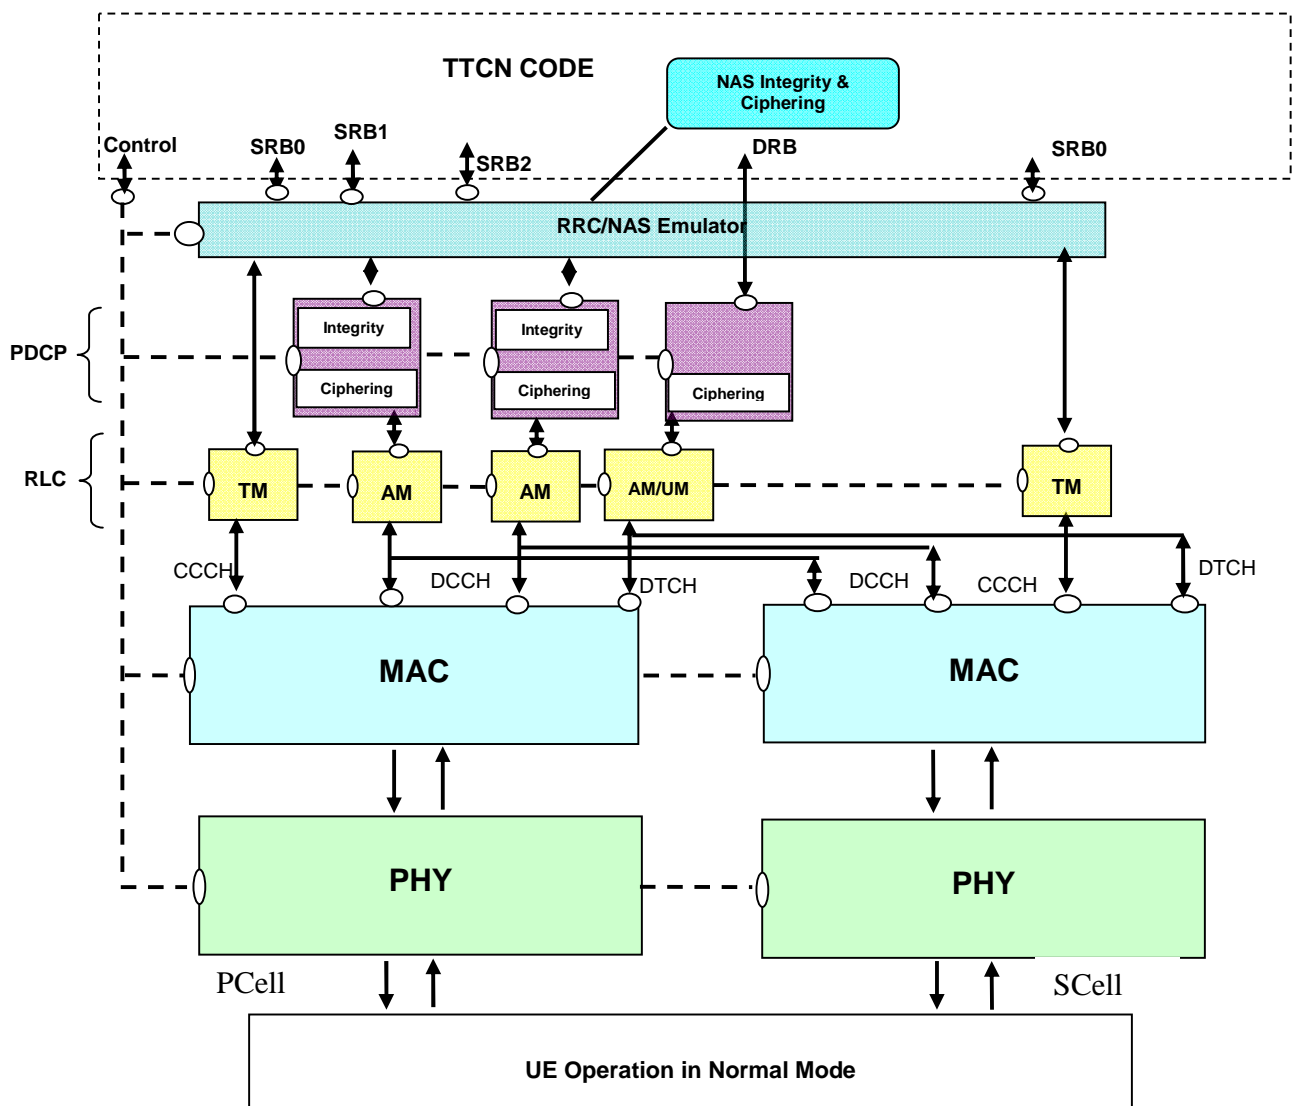 TTCN CODE
NAS Integrity &
Ciphering
Control
SRB0
SRB1
SRB2
DRB
SRB0
RRC/NAS Emulator
PDCP
Integrity
Integrity
Ciphering
Ciphering
Ciphering
RLC
TM
AM
AM
AM/UM
TM
CCCH
DCCH
DTCH
DCCH
CCCH
DTCH
MAC
MAC
PHY
PHY
PCell
SCell
UE Operation in Normal Mode